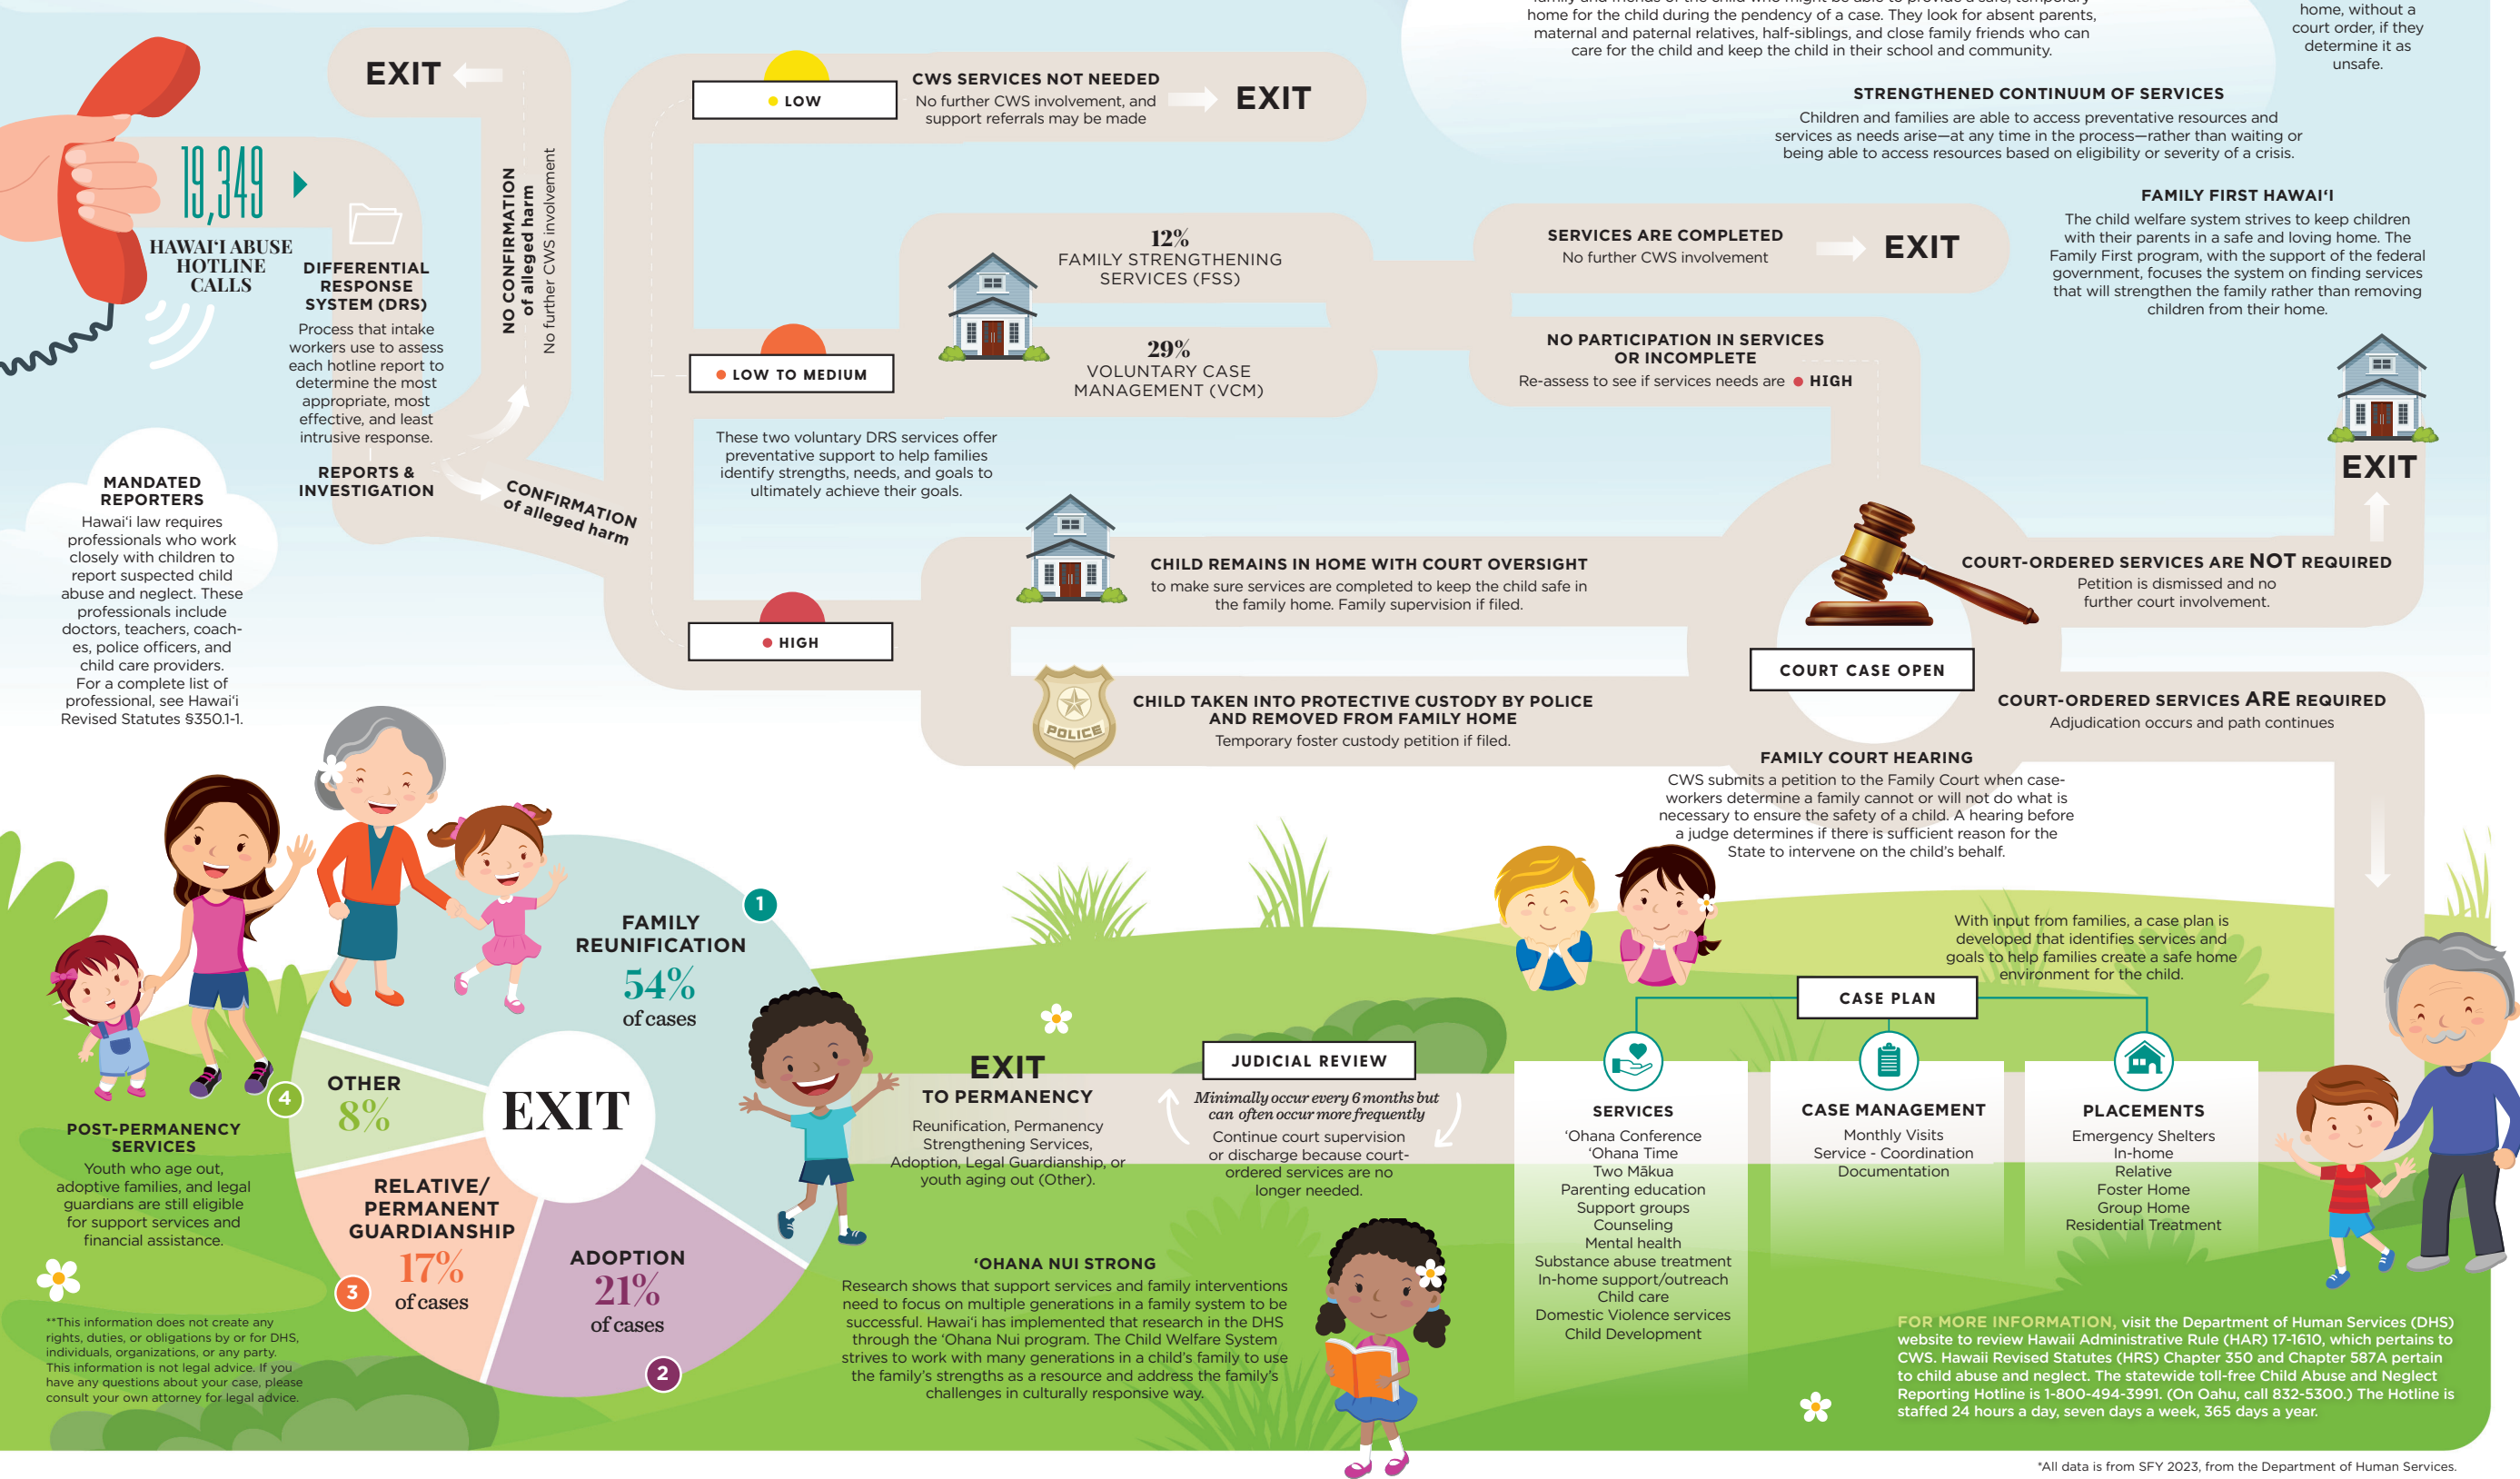 home for the child during the pendency of a case. They look for absent parents,
maternal and paternal relatives, half-siblings, and close family friends who can
care for the child and keep the child in their school and community.
home, without a
court order, if they
determine it as
unsafe.
STRENGTHENED CONTINUUM OF SERVICES
Children and families are able to access preventative resources and
services as needs arise—at any time in the process—rather than waiting or
being able to access resources based on eligibility or severity of a crisis.
FAMILY FIRST HAWAI‘I
The child welfare system strives to keep children
with their parents in a safe and loving home. The
Family First program, with the support of the federal
government, focuses the system on finding services
that will strengthen the family rather than removing
children from their home.
19,349
HAWAI‘I ABUSE
HOTLINE
CALLS
DIFFERENTIAL
RESPONSE
SYSTEM (DRS)
Process that intake
workers use to assess
each hotline report to
determine the most
appropriate, most
effective, and least
intrusive response.
REPORTS &
INVESTIGATION
MANDATED
REPORTERS
Hawai‘i law requires
professionals who work
closely with children to
report suspected child
abuse and neglect. These
professionals include
doctors, teachers, coach-
es, police officers, and
child care providers.
For a complete list of
professional, see Hawai‘i
Revised Statutes §350.1-1.
EXIT
NO CONFIRMATION
of alleged harm
No further CWS involvement
CONFIRMATION
of alleged harm
LOW
CWS SERVICES NOT NEEDED
No further CWS involvement, and
support referrals may be made
EXIT
LOW TO MEDIUM
12%
FAMILY STRENGTHENING
SERVICES (FSS)
29%
VOLUNTARY CASE
MANAGEMENT (VCM)
These two voluntary DRS services offer
preventative support to help families
identify strengths, needs, and goals to
ultimately achieve their goals.
SERVICES ARE COMPLETED
No further CWS involvement
EXIT
NO PARTICIPATION IN SERVICES
OR INCOMPLETE
Re-assess to see if services needs are HIGH
HIGH
CHILD REMAINS IN HOME WITH COURT OVERSIGHT
to make sure services are completed to keep the child safe in
the family home. Family supervision if filed.
POLICE
CHILD TAKEN INTO PROTECTIVE CUSTODY BY POLICE
AND REMOVED FROM FAMILY HOME
Temporary foster custody petition if filed.
COURT CASE OPEN
FAMILY COURT HEARING
CWS submits a petition to the Family Court when case-
workers determine a family cannot or will not do what is
necessary to ensure the safety of a child. A hearing before
a judge determines if there is sufficient reason for the
State to intervene on the child’s behalf.
EXIT
COURT-ORDERED SERVICES ARE NOT REQUIRED
Petition is dismissed and no
further court involvement.
COURT-ORDERED SERVICES ARE REQUIRED
Adjudication occurs and path continues
With input from families, a case plan is
developed that identifies services and
goals to help families create a safe home
environment for the child.
CASE PLAN
SERVICES
‘Ohana Conference
‘Ohana Time
Two Mākua
Parenting education
Support groups
Counseling
Mental health
Substance abuse treatment
In-home support/outreach
Child care
Domestic Violence services
Child Development
CASE MANAGEMENT
Monthly Visits
Service - Coordination
Documentation
PLACEMENTS
Emergency Shelters
In-home
Relative
Foster Home
Group Home
Residential Treatment
JUDICIAL REVIEW
Minimally occur every 6 months but
can often occur more frequently
Continue court supervision
or discharge because court-
ordered services are no
longer needed.
EXIT
TO PERMANENCY
Reunification, Permanency
Strengthening Services,
Adoption, Legal Guardianship, or
youth aging out (Other).
EXIT
1
FAMILY
REUNIFICATION
54%
of cases
2
ADOPTION
21%
of cases
3
RELATIVE/
PERMANENT
GUARDIANSHIP
17%
of cases
4
OTHER
8%
POST-PERMANENCY
SERVICES
Youth who age out,
adoptive families, and legal
guardians are still eligible
for support services and
financial assistance.
**This information does not create any
rights, duties, or obligations by or for DHS,
individuals, organizations, or any party.
This information is not legal advice. If you
have any questions about your case, please
consult your own attorney for legal advice.
‘OHANA NUI STRONG
Research shows that support services and family interventions
need to focus on multiple generations in a family system to be
successful. Hawai‘i has implemented that research in the DHS
through the ‘Ohana Nui program. The Child Welfare System
strives to work with many generations in a child’s family to use
the family’s strengths as a resource and address the family’s
challenges in culturally responsive way.
FOR MORE INFORMATION, visit the Department of Human Services (DHS)
website to review Hawaii Administrative Rule (HAR) 17-1610, which pertains to
CWS. Hawaii Revised Statutes (HRS) Chapter 350 and Chapter 587A pertain
to child abuse and neglect. The statewide toll-free Child Abuse and Neglect
Reporting Hotline is 1-800-494-3991. (On Oahu, call 832-5300.) The Hotline is
staffed 24 hours a day, seven days a week, 365 days a year.
*All data is from SFY 2023, from the Department of Human Services.